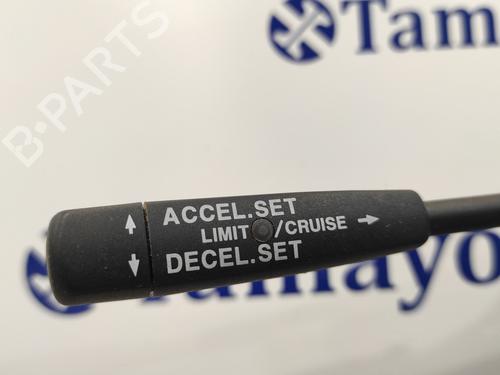 B-PARTS
Tam
ACCEL.SET
LIMIT /CRUISE
DECEL.SET
Tamayo